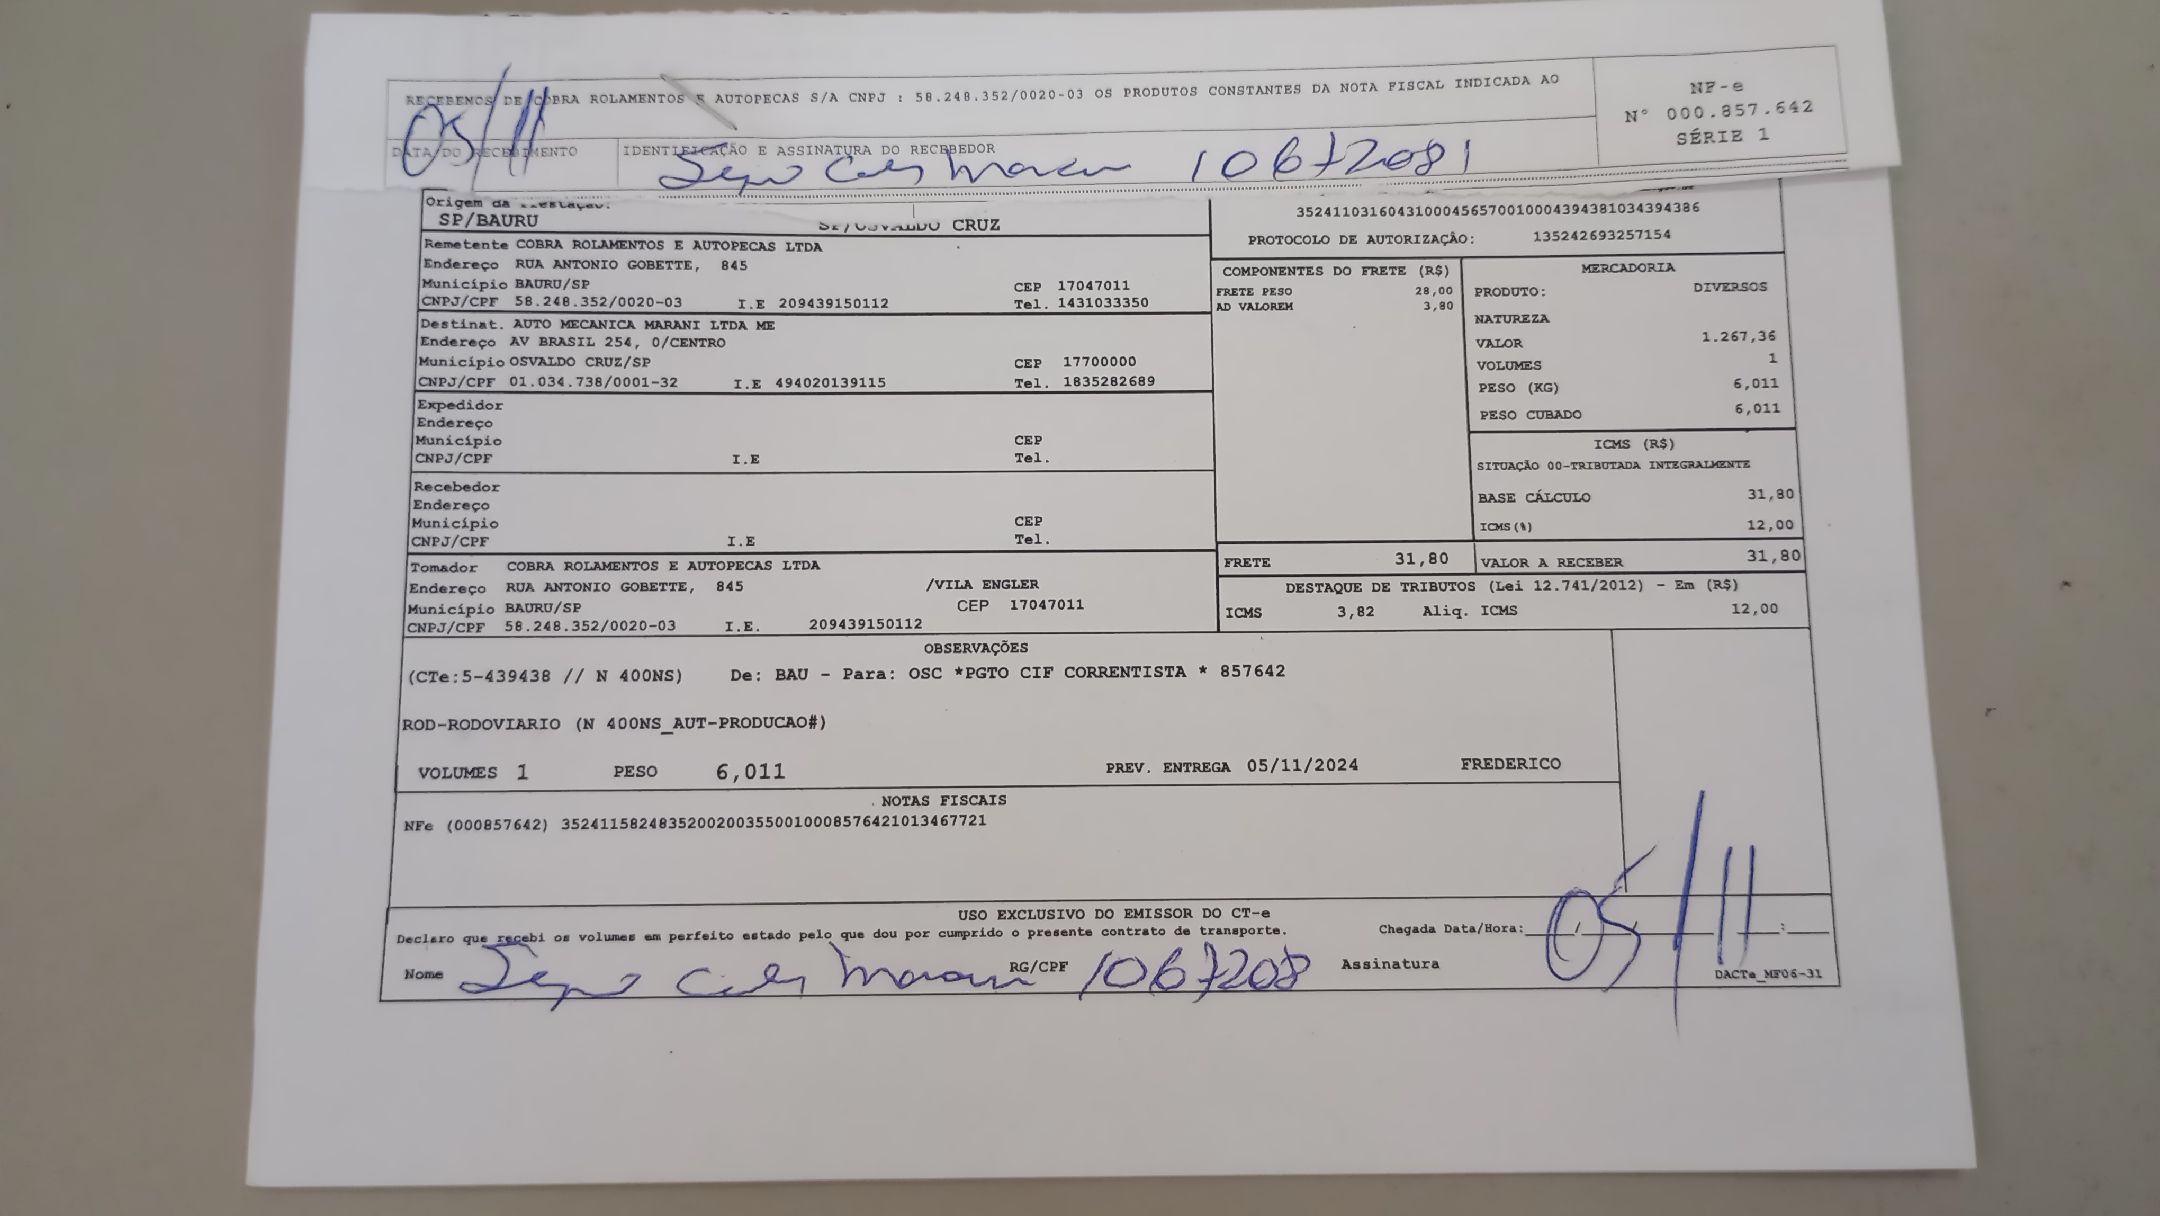 RECEBEMOS DE COBRA ROLAMENTOS E AUTOPECAS S/A CNPJ : 58.248.352/0020-03 OS PRODUTOS CONSTANTES DA NOTA FISCAL INDICADA AO
NF-e
N° 000.857.642
SÉRIE 1
05/11
DATA DO RECEBIMENTO
IDENTIFICAÇÃO E ASSINATURA DO RECEBEDOR
10672081
Origem da
SP/BAURU
SP/OSVALDO CRUZ
35241103160431000456570010004394381034394386
PROTOCOLO DE AUTORIZAÇÃO: 135242693257154
Remetente COBRA ROLAMENTOS E AUTOPECAS LTDA
Endereço RUA ANTONIO GOBETTE, 845
Município BAURU/SP CEP 17047011
CNPJ/CPF 58.248.352/0020-03 I.E 209439150112 Tel. 1431033350
Destinat. AUTO MECANICA MARANI LTDA ME
Endereço AV BRASIL 254, 0/CENTRO
Município OSVALDO CRUZ/SP CEP 17700000
CNPJ/CPF 01.034.738/0001-32 I.E 494020139115 Tel. 1835282689
Expedidor
Endereço
Município CEP
CNPJ/CPF I.E Tel.
Recebedor
Endereço
Município CEP
CNPJ/CPF I.E Tel.
Tomador COBRA ROLAMENTOS E AUTOPECAS LTDA
Endereço RUA ANTONIO GOBETTE, 845 /VILA ENGLER
Município BAURU/SP CEP 17047011
CNPJ/CPF 58.248.352/0020-03 I.E. 209439150112
COMPONENTES DO FRETE (R$)
FRETE PESO 28,00
AD VALOREM 3,80
MERCADORIA
PRODUTO: DIVERSOS
NATUREZA
VALOR 1.267,36
VOLUMES 1
PESO (KG) 6,011
PESO CUBADO 6,011
ICMS (R$)
SITUAÇÃO 00-TRIBUTADA INTEGRALMENTE
BASE CÁLCULO 31,80
ICMS(%) 12,00
FRETE 31,80 VALOR A RECEBER 31,80
DESTAQUE DE TRIBUTOS (Lei 12.741/2012) - Em (R$)
ICMS 3,82 Aliq. ICMS 12,00
OBSERVAÇÕES
(CTe:5-439438 // N 400NS) De: BAU - Para: OSC *PGTO CIF CORRENTISTA * 857642
ROD-RODOVIARIO (N 400NS_AUT-PRODUCAO#)
VOLUMES 1 PESO 6,011 PREV. ENTREGA 05/11/2024 FREDERICO
NOTAS FISCAIS
NFe (000857642) 35241158248352002003550010008576421013467721
USO EXCLUSIVO DO EMISSOR DO CT-e
Declaro que recebi os volumes em perfeito estado pelo que dou por cumprido o presente contrato de transporte.
Chegada Data/Hora: 05/11
Nome
RG/CPF 1067208
Assinatura
DACTe_MF06-31